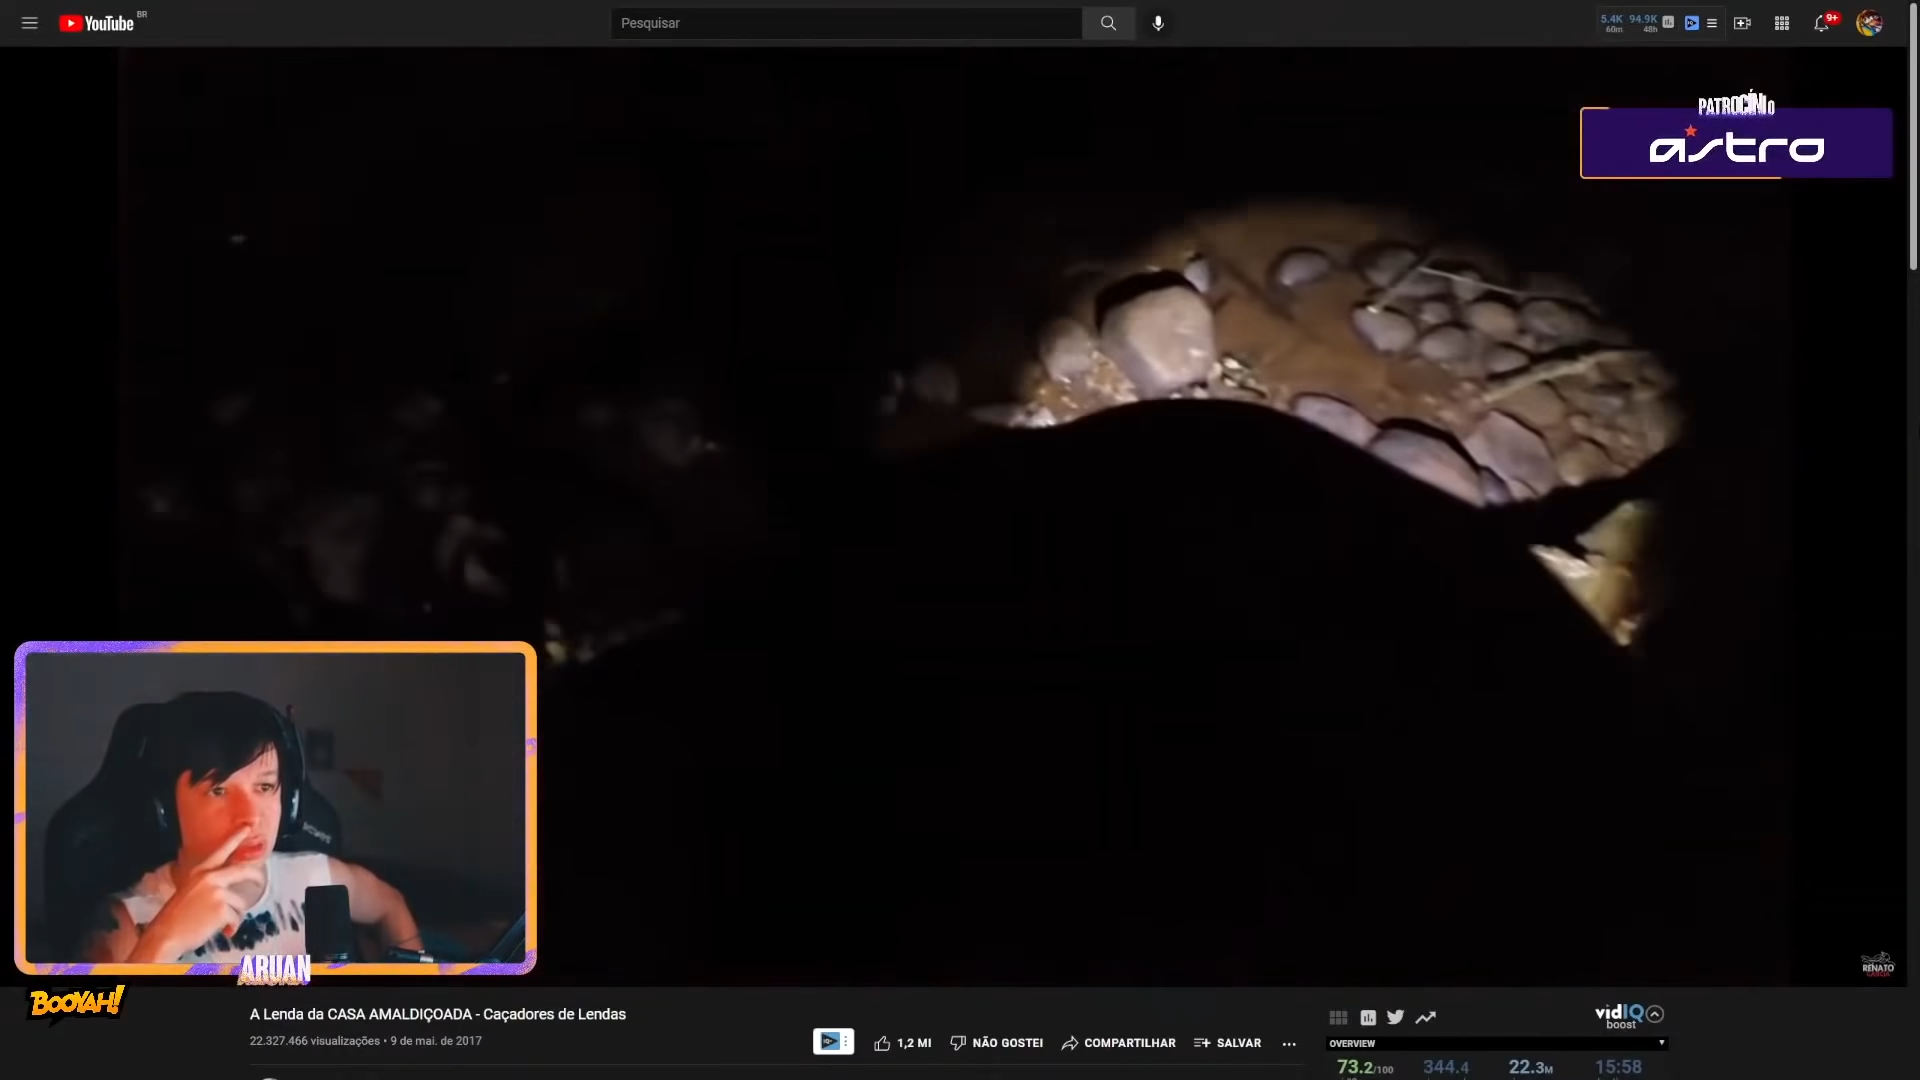 YouTube BR
Pesquisar
5.4K 94.9K
60m 48h
9+
PATROCÍNIO
astro
RENATO
GARCIA
ARUAN
BOOYAH!
A Lenda da CASA AMALDIÇOADA - Caçadores de Lendas
22.327.466 visualizações • 9 de mai. de 2017
1,2 MI
NÃO GOSTEI
COMPARTILHAR
SALVAR
vidIQ
boost
OVERVIEW
73.2/100 344.4 22.3M 15:58